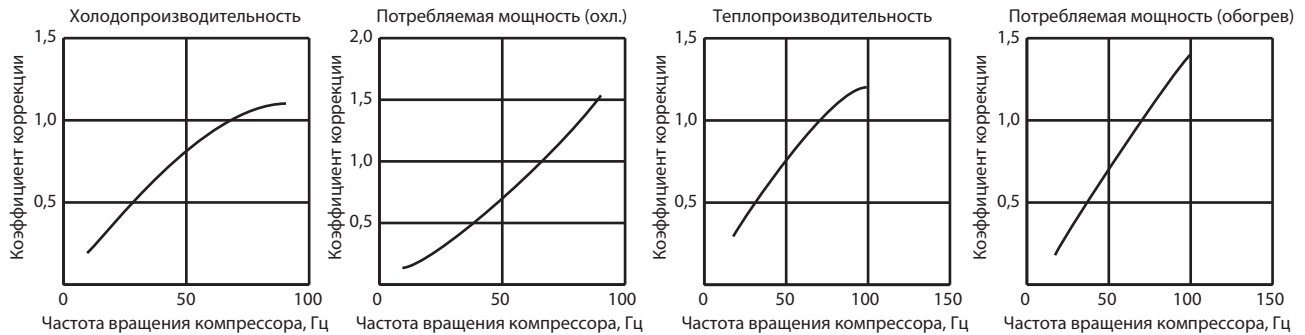 Холодопроизводительность
Коэффициент коррекции
1,5
1,0
0,5
0 50 100
Частота вращения компрессора, Гц
Потребляемая мощность (охл.)
Коэффициент коррекции
2,0
1,5
1,0
0,5
0 50 100
Частота вращения компрессора, Гц
Теплопроизводительность
Коэффициент коррекции
1,5
1,0
0,5
0 50 100 150
Частота вращения компрессора, Гц
Потребляемая мощность (обогрев)
Коэффициент коррекции
1,5
1,0
0,5
0 50 100 150
Частота вращения компрессора, Гц